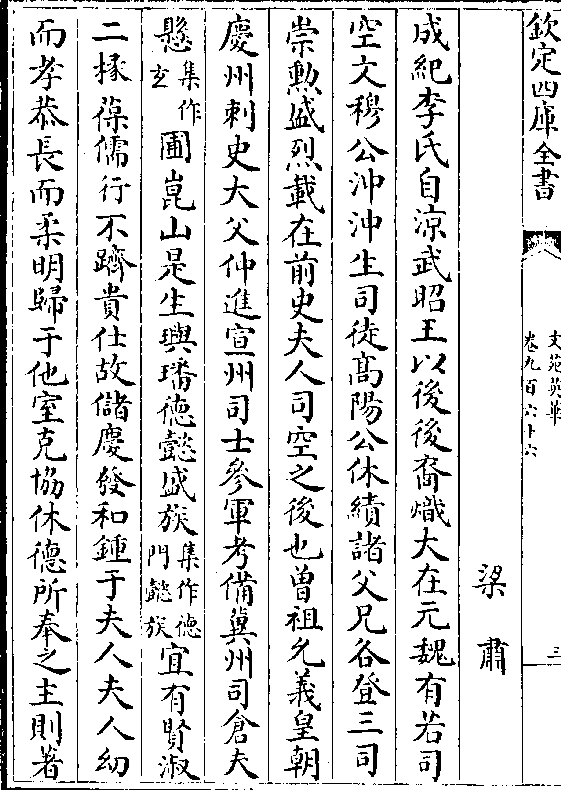 欽定四庫全書
文苑英華
卷九百六十六
三
梁肅
成紀李氏自涼武昭王以後後裔熾大在元魏有若司
空文穆公沖沖生司徒髙陽公休纉諸父兄各登三司
崇勲盛烈載在前史夫人司空之後也曽祖允義皇朝
慶州刺史大父仲進宣州司士參軍考備冀州司倉夫
懸集作玄圃崑山是生璵璠德懿盛族集作德門懿族宜有賢淑
二掾葆儒行不躋貴仕故儲慶發和鍾于夫人夫人幼
而孝恭長而柔明歸于他室克協休德所奉之主則著